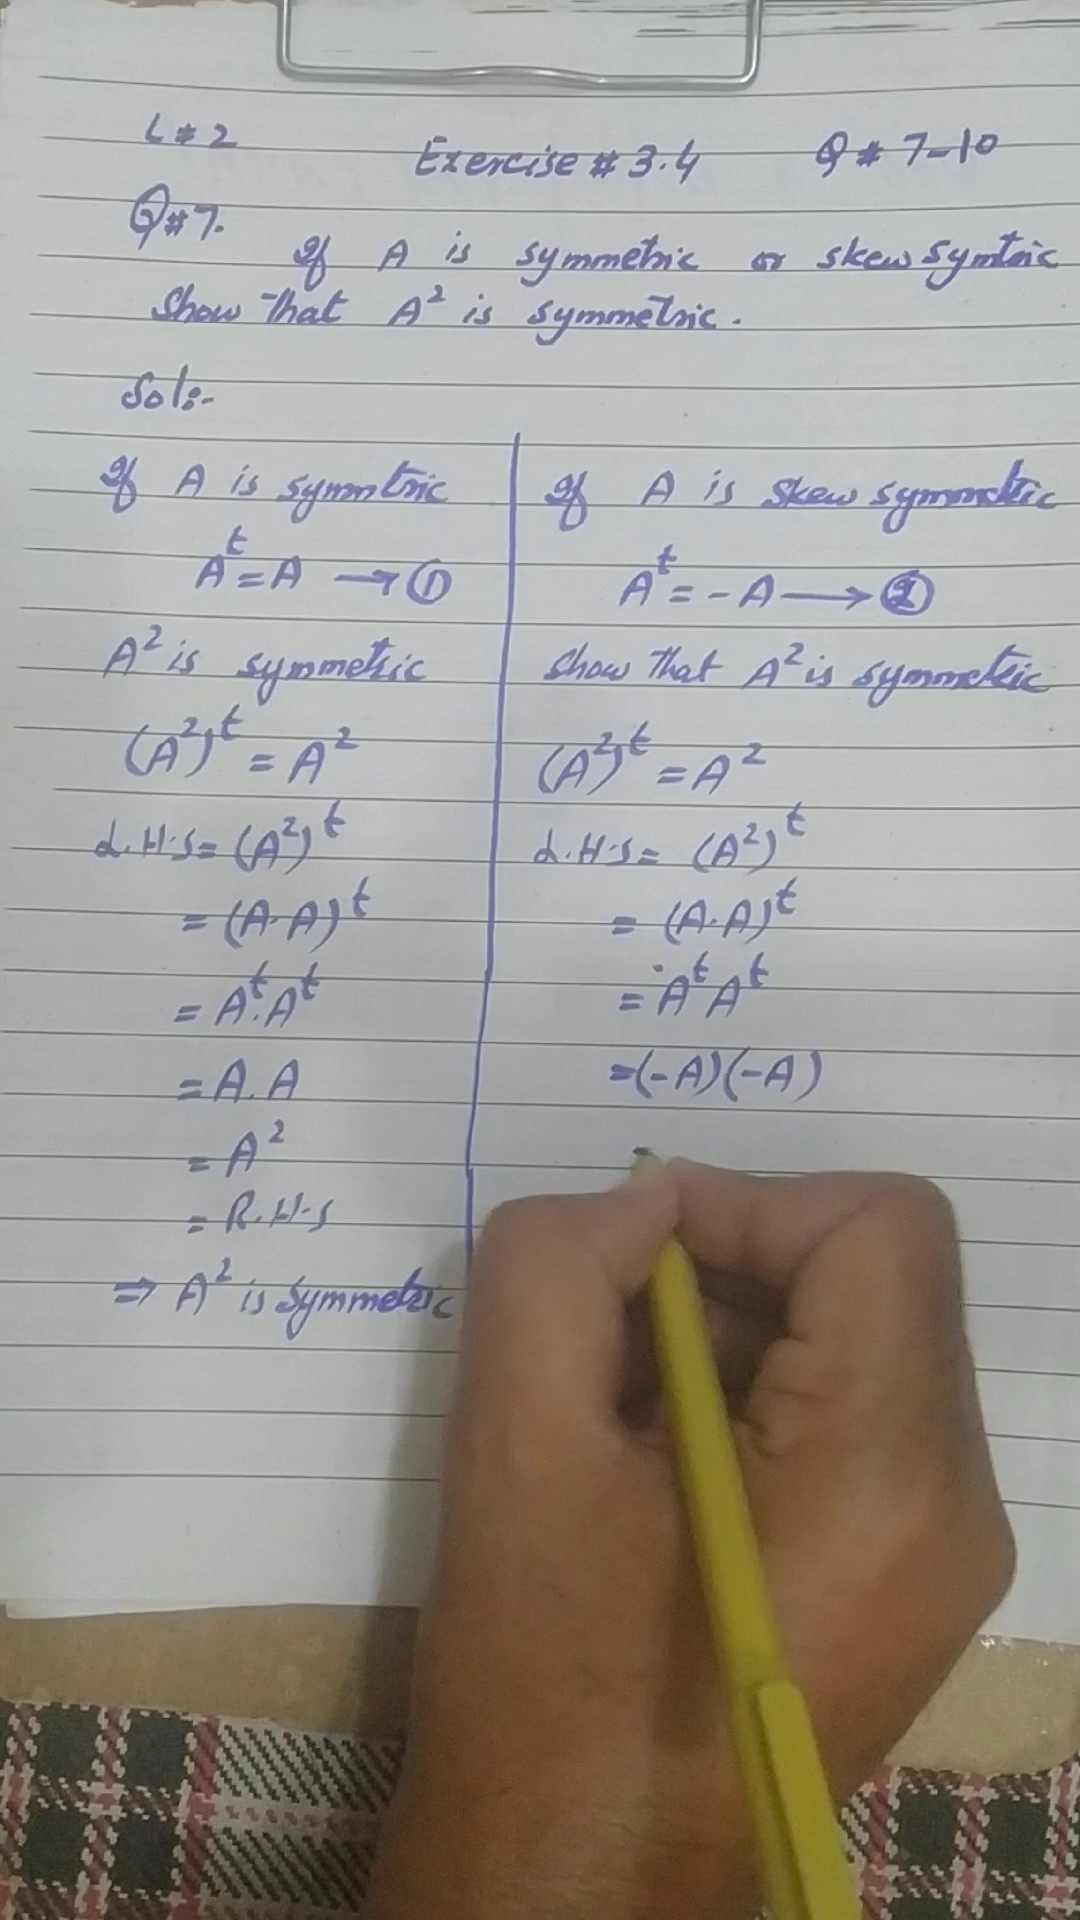 L # 2 Exercise # 3.4 Q # 7-10
Q#7.
If A is symmetric or skew symtric
Show that A² is symmetric.
Sol:-
If A is symmtric
Aᵗ = A → ①
A² is symmetric
(A²)ᵗ = A²
L.H.S = (A²)ᵗ
= (A.A)ᵗ
= Aᵗ.Aᵗ
= A.A
= A²
= R.H.S
⇒ A² is symmetric
If A is skew symmetric
Aᵗ = -A → ②
Show that A² is symmetric
(A²)ᵗ = A²
L.H.S = (A²)ᵗ
= (A.A)ᵗ
= AᵗAᵗ
= (-A)(-A)